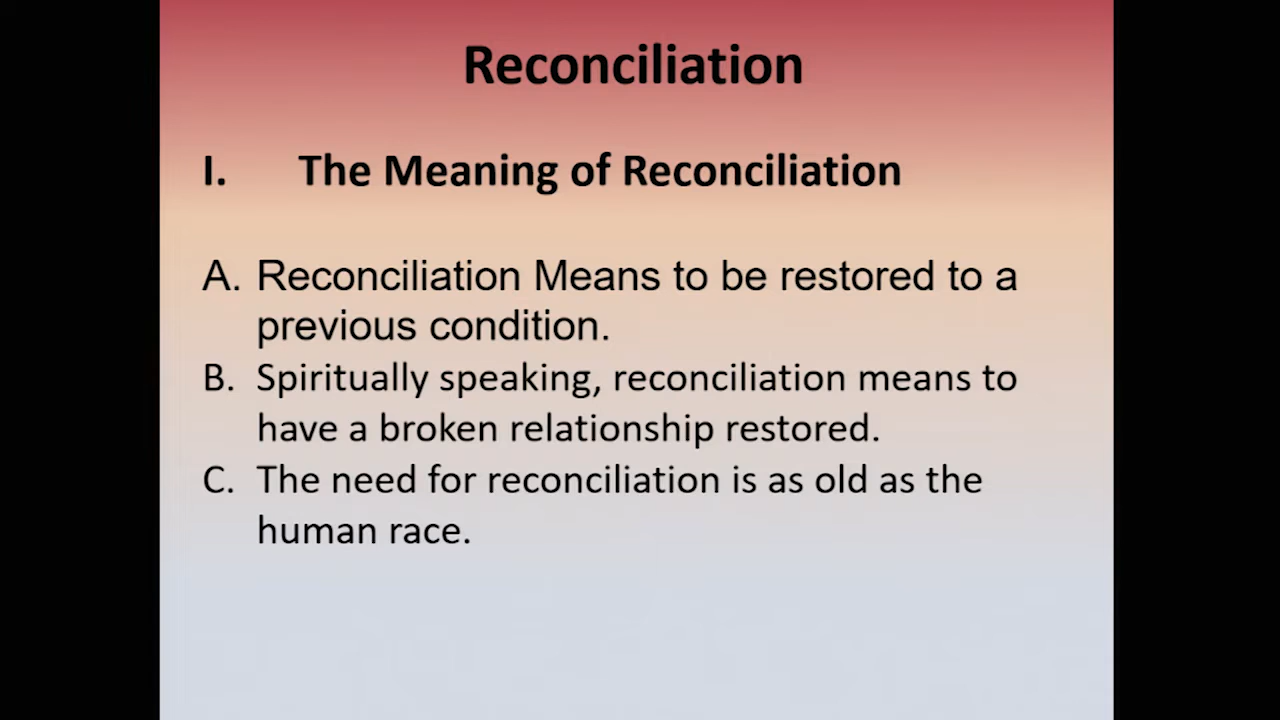 Reconciliation
I. The Meaning of Reconciliation
A. Reconciliation Means to be restored to a
previous condition.
B. Spiritually speaking, reconciliation means to
have a broken relationship restored.
C. The need for reconciliation is as old as the
human race.